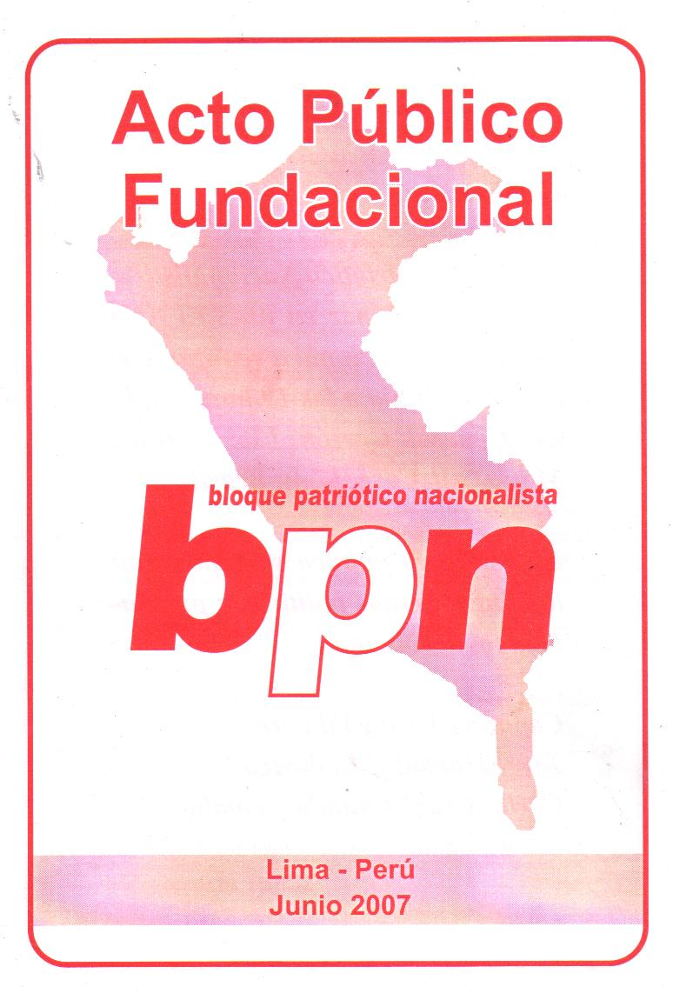 Acto Público
Fundacional
bloque patriótico nacionalista
bpn
Lima - Perú
Junio 2007